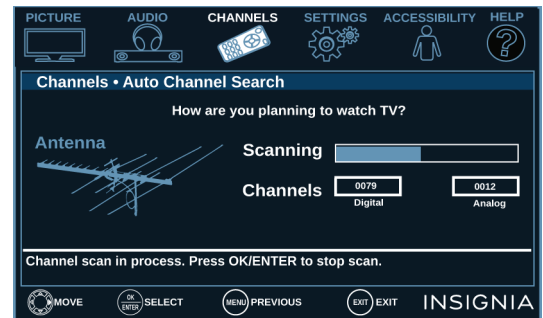 PICTURE AUDIO CHANNELS SETTINGS ACCESSIBILITY HELP
?
Channels • Auto Channel Search
How are you planning to watch TV?
Antenna
Scanning
Channels 0079 0012
Digital Analog
Channel scan in process. Press OK/ENTER to stop scan.
MOVE OK ENTER SELECT MENU PREVIOUS EXIT EXIT INSIGNIA